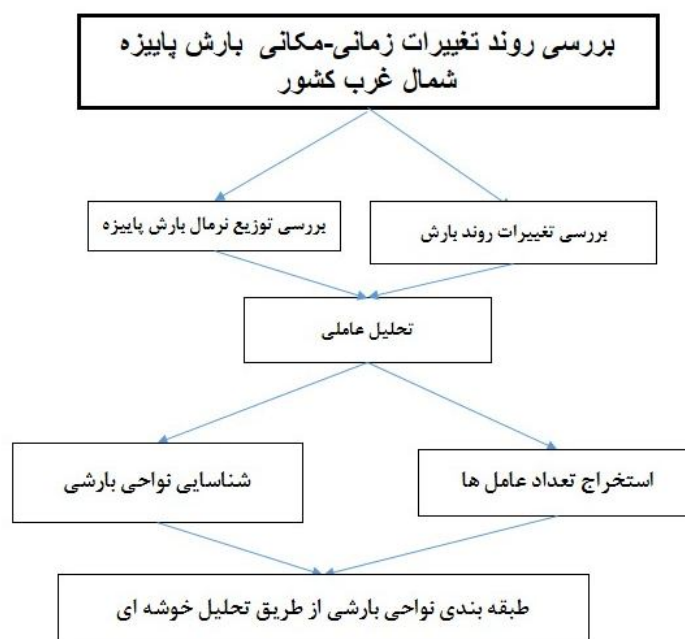 بررسی روند تغییرات زمانی-مکانی بارش پاییزه
شمال غرب کشور
بررسی تغییرات روند بارش
بررسی توزیع نرمال بارش پاییزه
تحلیل عاملی
استخراج تعداد عامل ها
شناسایی نواحی بارشی
طبقه بندی نواحی بارشی از طریق تحلیل خوشه ای